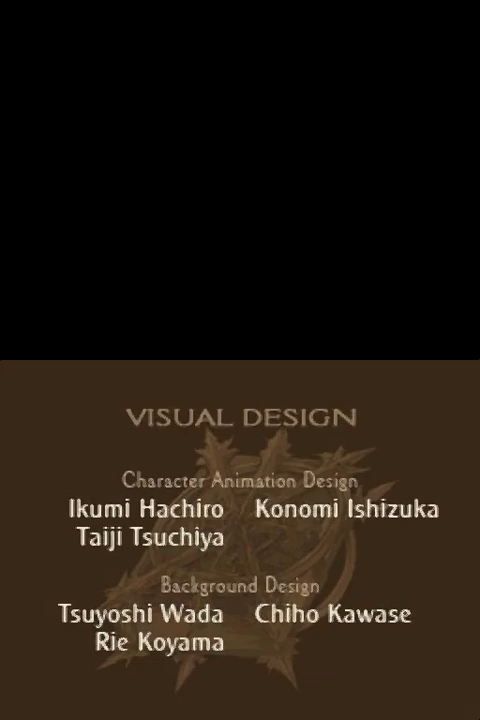 VISUAL DESIGN
Character Animation Design
Ikumi Hachiro Konomi Ishizuka
Taiji Tsuchiya
Background Design
Tsuyoshi Wada Chiho Kawase
Rie Koyama